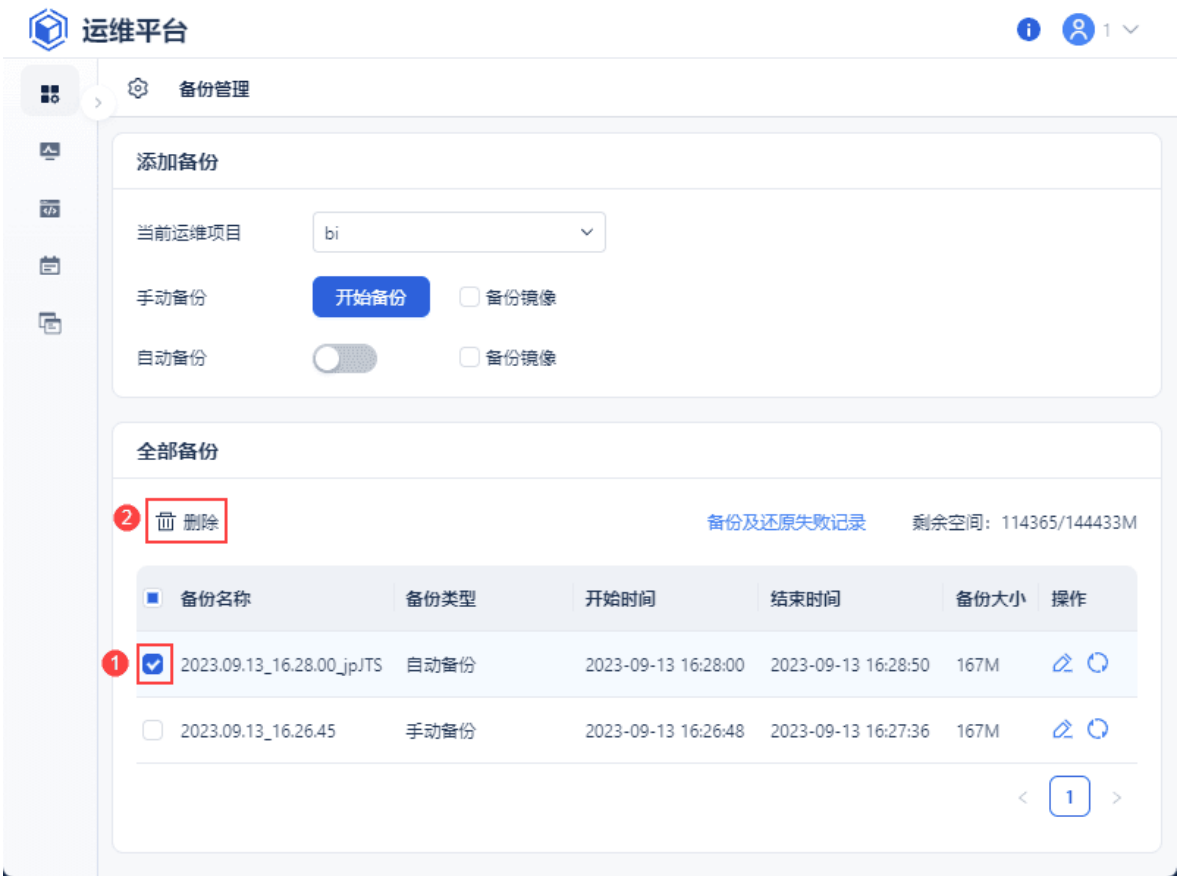 运维平台
1
备份管理
添加备份
当前运维项目 bi
手动备份 开始备份 备份镜像
自动备份 备份镜像
全部备份
2 删除 备份及还原失败记录 剩余空间：114365/144433M
备份名称 备份类型 开始时间 结束时间 备份大小 操作
1 2023.09.13_16.28.00_jpJTS 自动备份 2023-09-13 16:28:00 2023-09-13 16:28:50 167M
2023.09.13_16.26.45 手动备份 2023-09-13 16:26:48 2023-09-13 16:27:36 167M
< 1 >